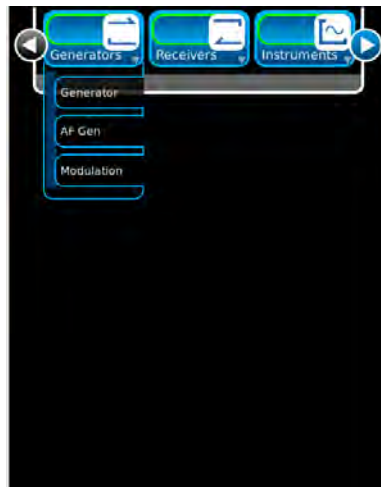 Generators
Receivers
Instruments
Generator
AF Gen
Modulation